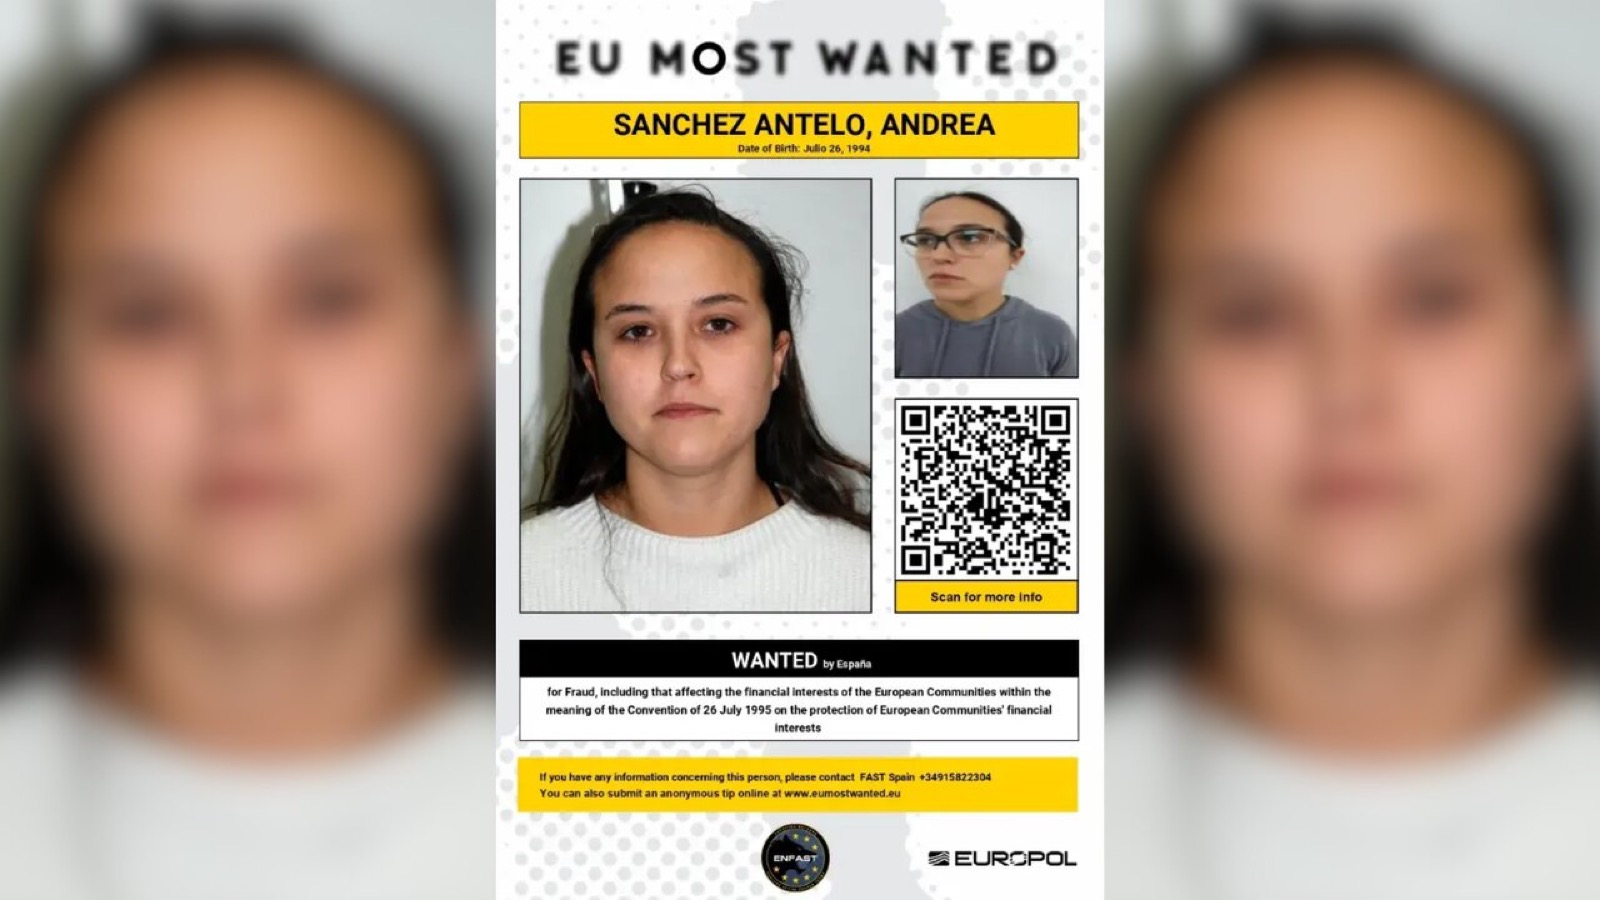 EU MOST WANTED
SANCHEZ ANTELO, ANDREA
Date of Birth: Julio 26, 1994
Scan for more info
WANTED by España
for Fraud, including that affecting the financial interests of the European Communities within the
meaning of the Convention of 26 July 1995 on the protection of European Communities' financial
interests
If you have any information concerning this person, please contact FAST Spain +34915822304
You can also submit an anonymous tip online at www.eumostwanted.eu
ENFAST
EUROPOL